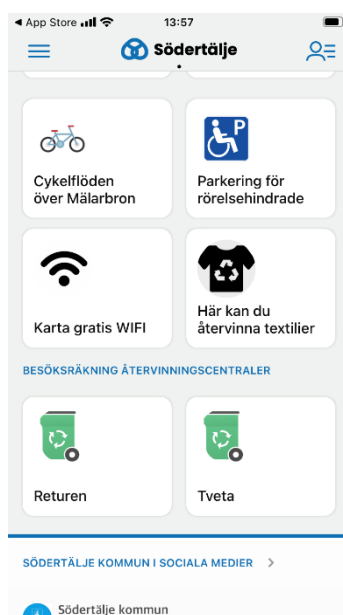 App Store
13:57
Södertälje
Cykelflöden
över Mälarbron
P
Parkering för
rörelsehindrade
Karta gratis WIFI
Här kan du
återvinna textilier
BESÖKSRÄKNING ÅTERVINNINGSCENTRALER
Returen
Tveta
SÖDERTÄLJE KOMMUN I SOCIALA MEDIER
Södertälje kommun